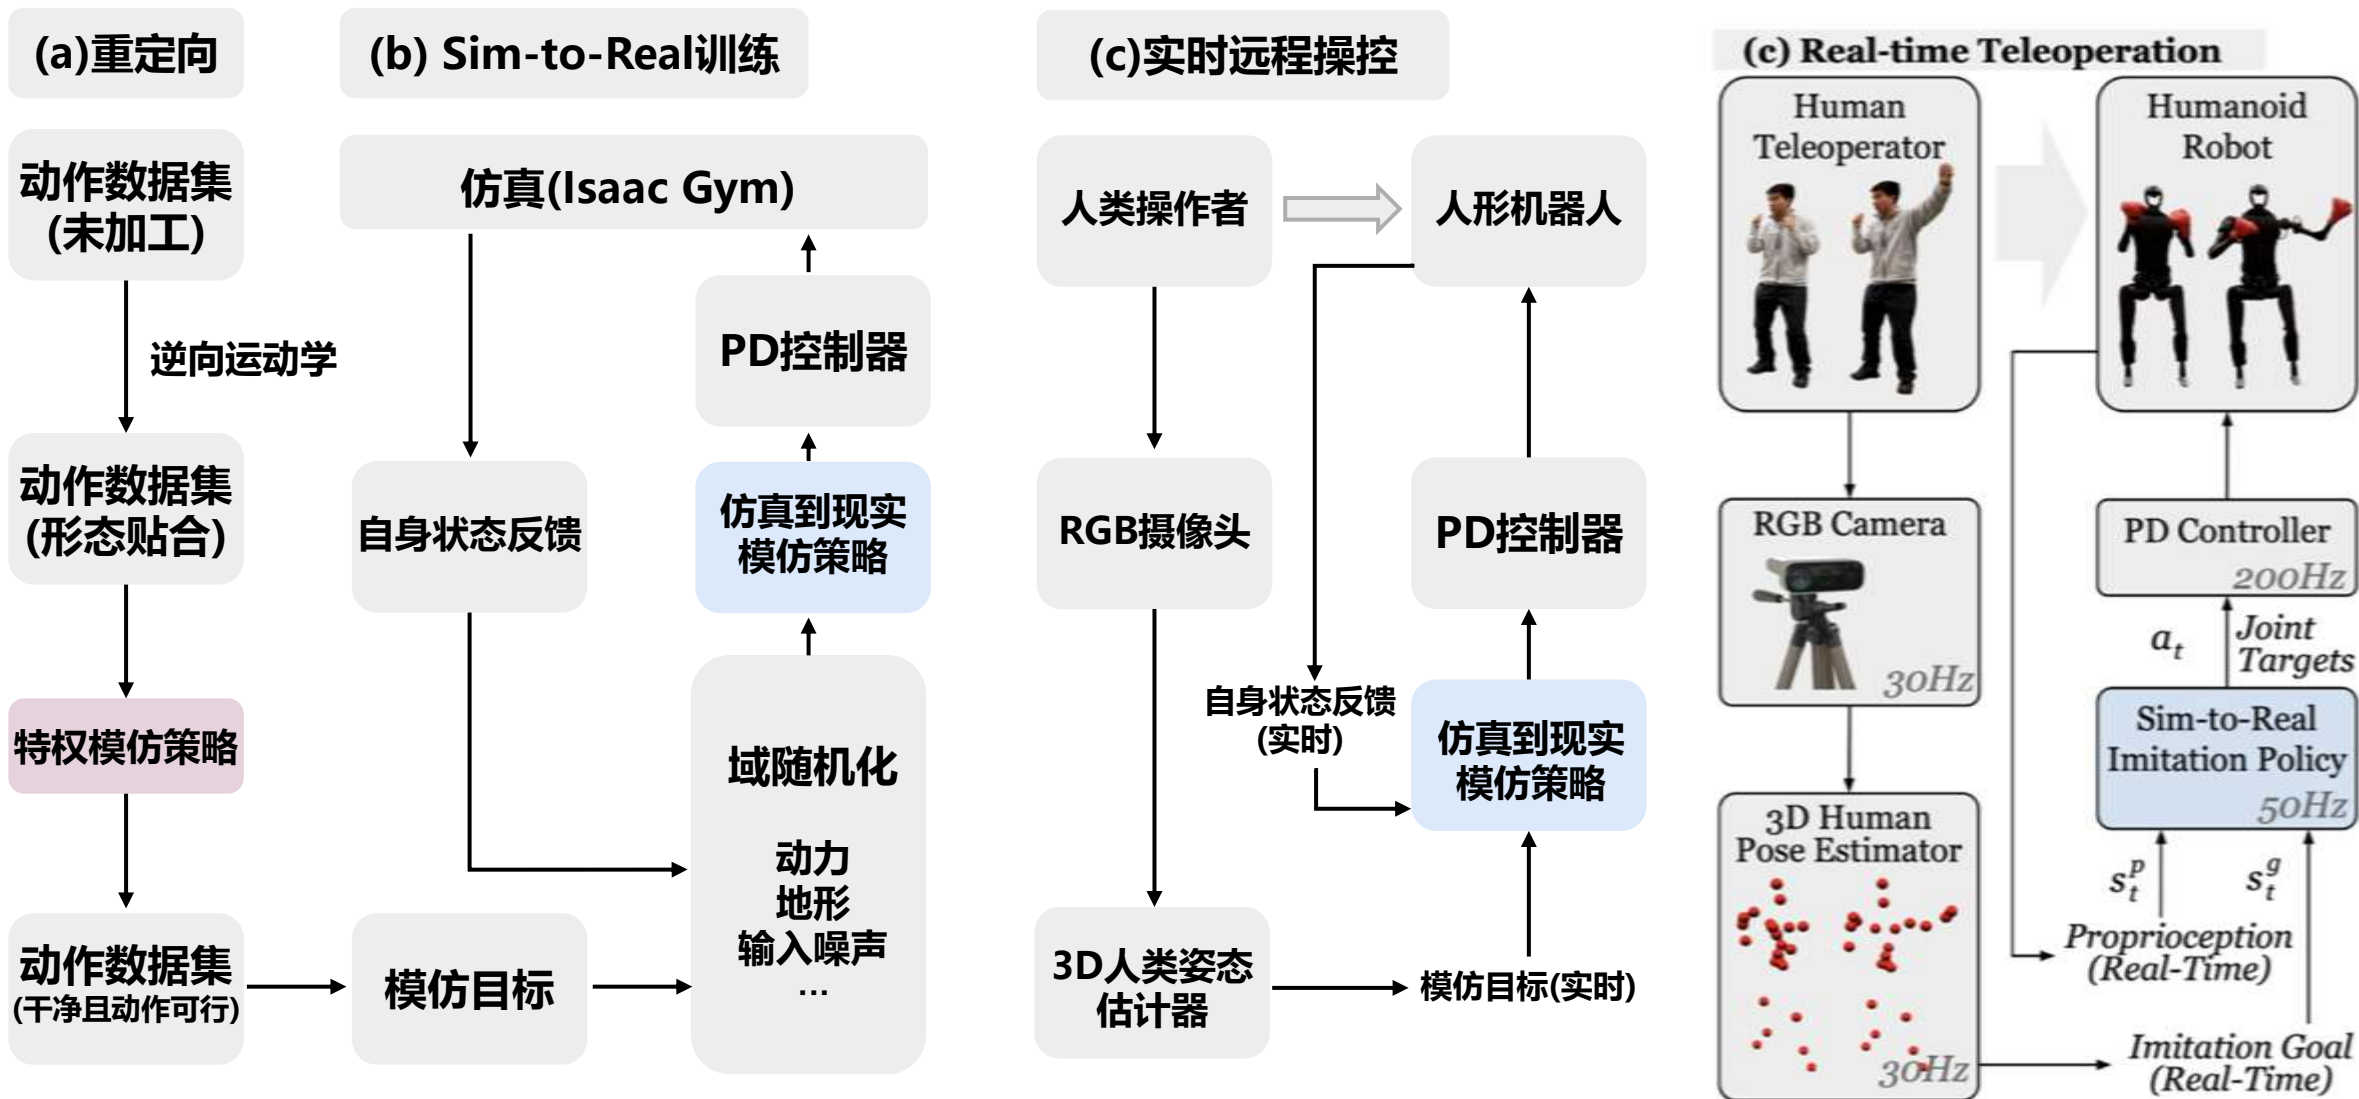 (a)重定向
动作数据集
(未加工)
逆向运动学
动作数据集
(形态贴合)
特权模仿策略
动作数据集
(干净且动作可行)
(b) Sim-to-Real训练
仿真(Isaac Gym)
PD控制器
自身状态反馈
仿真到现实
模仿策略
域随机化
动力
地形
输入噪声
...
模仿目标
(c)实时远程操控
人类操作者
人形机器人
RGB摄像头
PD控制器
自身状态反馈
(实时)
仿真到现实
模仿策略
3D人类姿态
估计器
模仿目标(实时)
(c) Real-time Teleoperation
Human
Teleoperator
Humanoid
Robot
RGB Camera
30Hz
PD Controller
200Hz
a_t
Joint
Targets
Sim-to-Real
Imitation Policy
50Hz
3D Human
Pose Estimator
30Hz
s_t^p
s_t^g
Proprioception
(Real-Time)
Imitation Goal
(Real-Time)